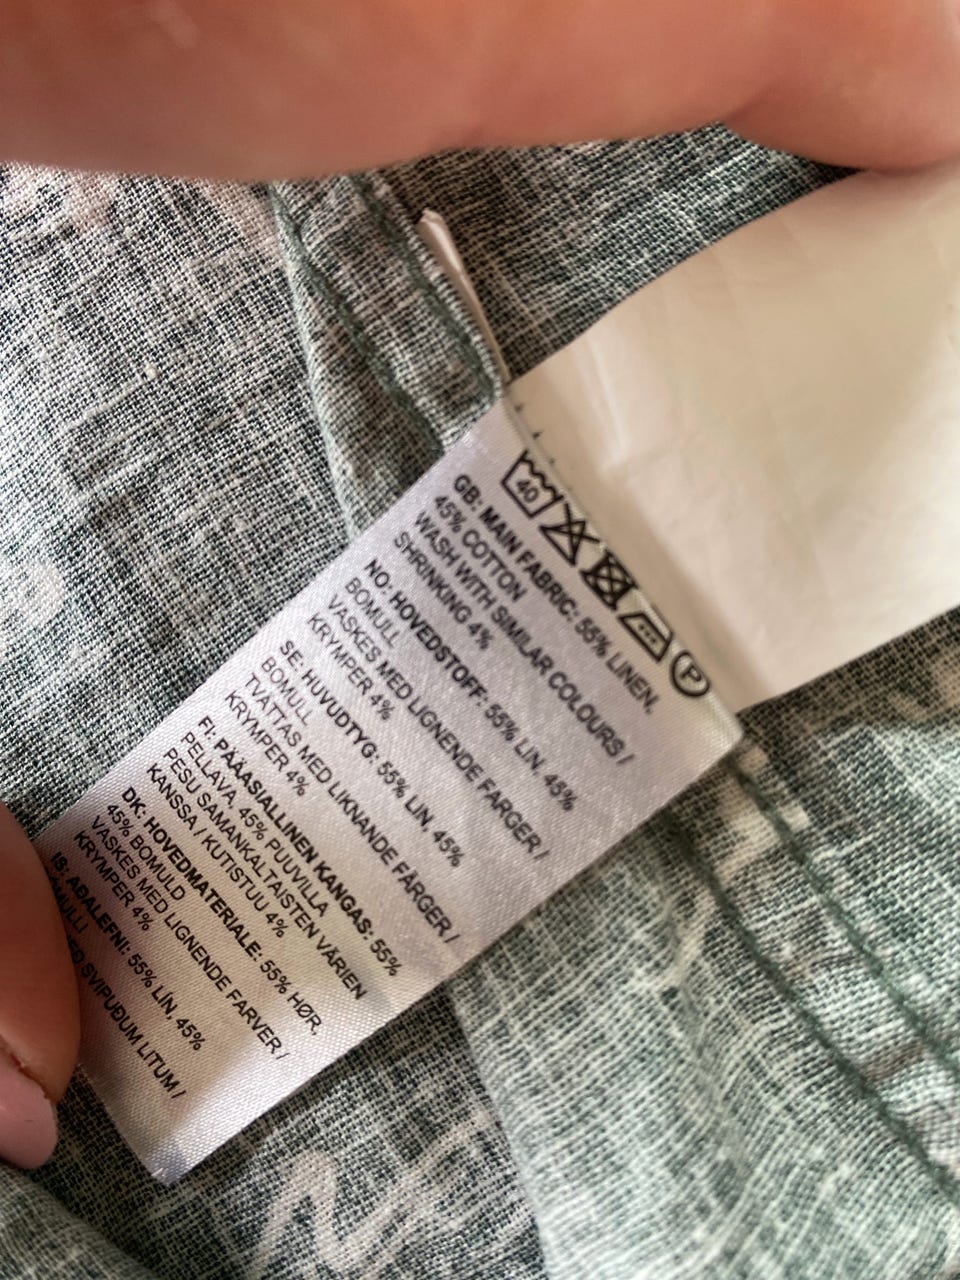 40 P
GB: MAIN FABRIC: 55% LINEN,
45% COTTON
WASH WITH SIMILAR COLOURS /
SHRINKING 4%
NO: HOVEDSTOFF: 55% LIN, 45%
BOMULL
VASKES MED LIGNENDE FARGER /
KRYMPER 4%
SE: HUVUDTYG: 55% LIN, 45%
BOMULL
TVÄTTAS MED LIKNANDE FÄRGER /
KRYMPER 4%
FI: PÄÄASIALLINEN KANGAS: 55%
PELLAVA, 45% PUUVILLA
PESU SAMANKALTAISTEN VÄRIEN
KANSSA / KUTISTUU 4%
DK: HOVEDMATERIALE: 55% HØR,
45% BOMULD
VASKES MED LIGNENDE FARVER /
KRYMPER 4%
IS: AÐALEFNI: 55% LÍN, 45%
SVIPUÐUM LITUM /